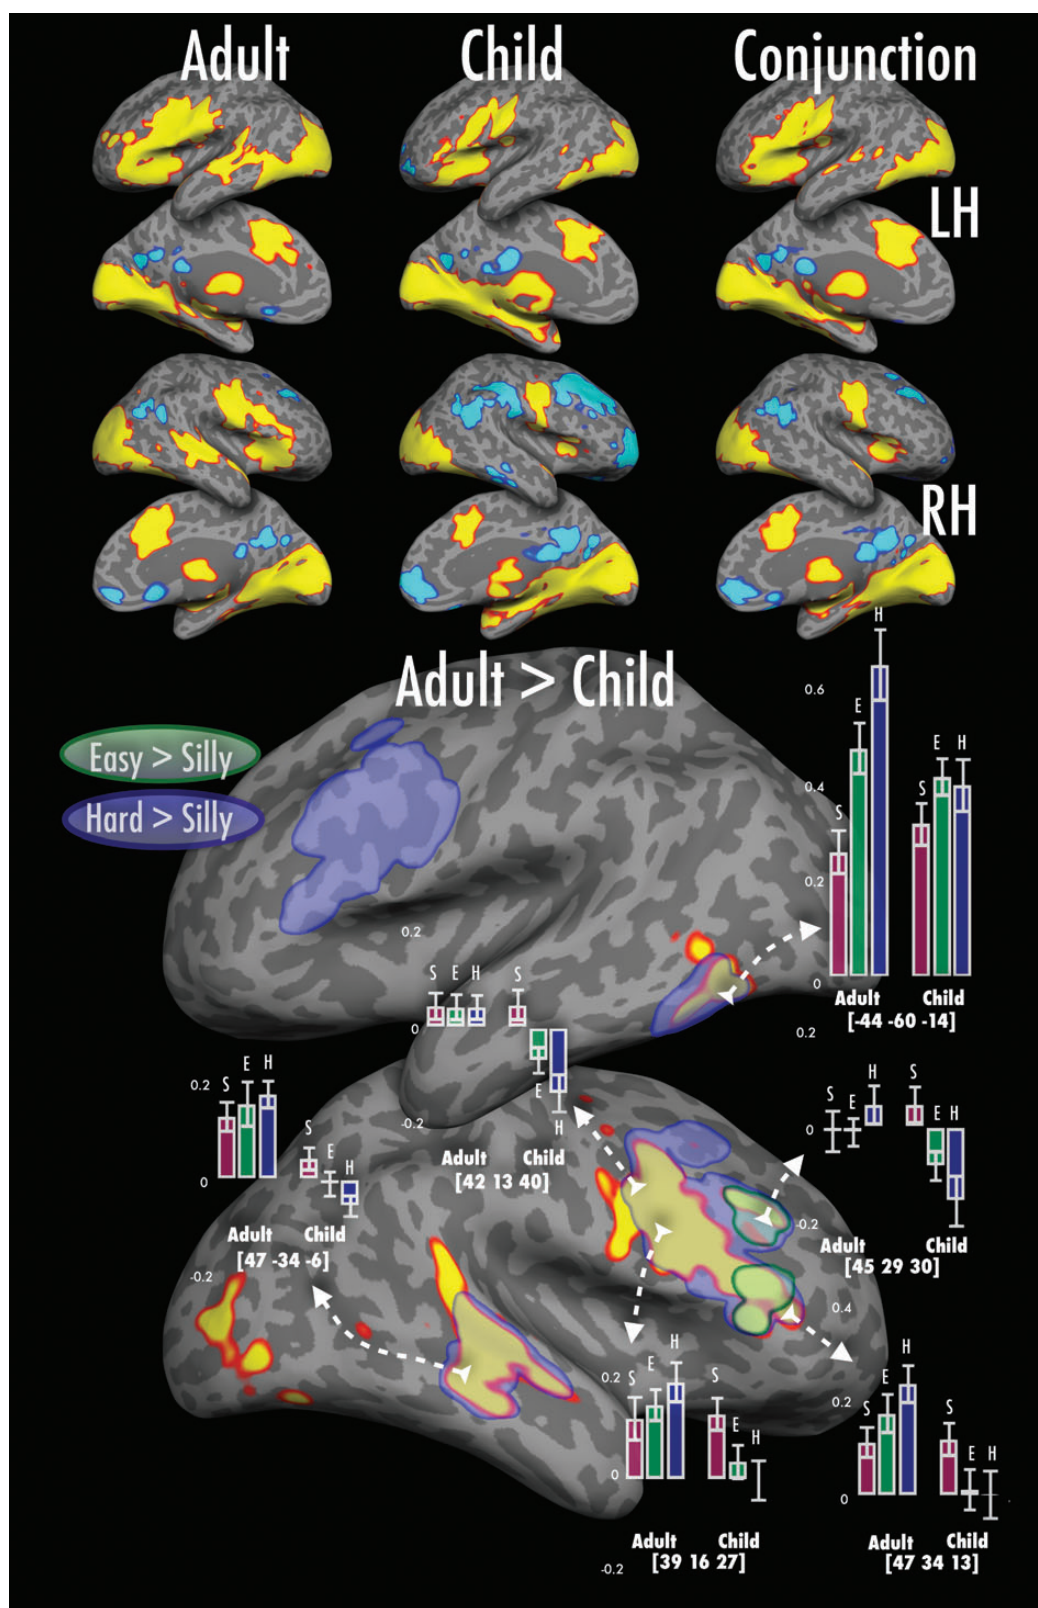 Adult Child Conjunction
LH
RH
Adult > Child
Easy > Silly
Hard > Silly
H
E
S
S
E
H
0.6
0.4
0.2
0
Adult Child
[-44 -60 -14]
0.2
S E H S
0
E
H
-0.2
Adult Child
[42 13 40]
0.2
S E H
S
E
H
0
Adult Child
[47 -34 -6]
-0.2
0.2
S
E
H
S
E
H
0
-0.2
Adult Child
[45 29 30]
0.2
S
E
H
S
E
H
0
Adult Child
[39 16 27]
-0.2
0.4
0.2
S
E
H
S
E
H
0
Adult Child
[47 34 13]